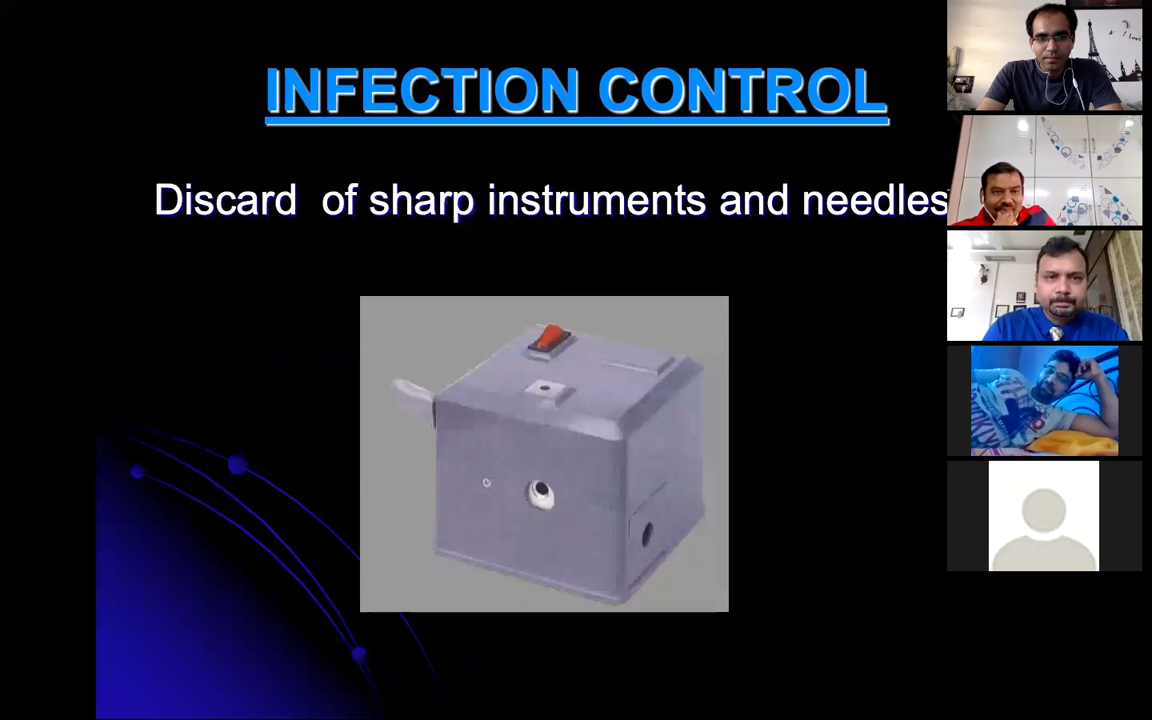 INFECTION CONTROL
Discard of sharp instruments and needles